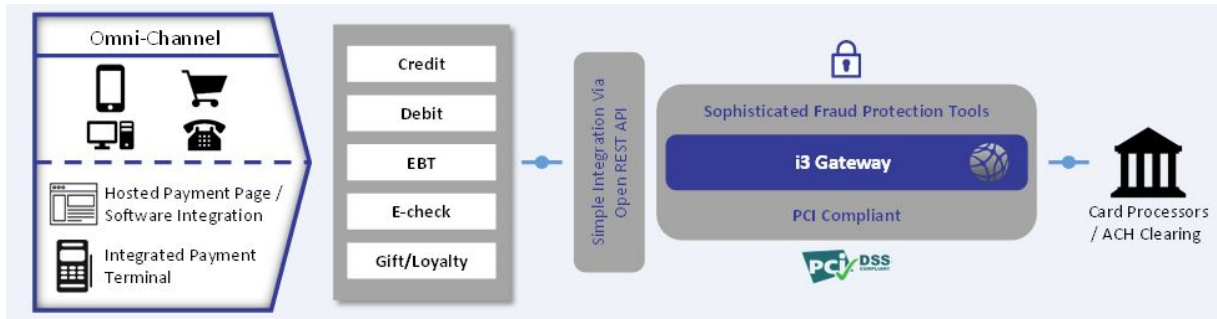 Omni-Channel
Hosted Payment Page /
Software Integration
Integrated Payment
Terminal
Credit
Debit
EBT
E-check
Gift/Loyalty
Simple Integration Via
Open REST API
Sophisticated Fraud Protection Tools
i3 Gateway
PCI Compliant
PCI DSS
COMPLIANT
Card Processors
/ ACH Clearing